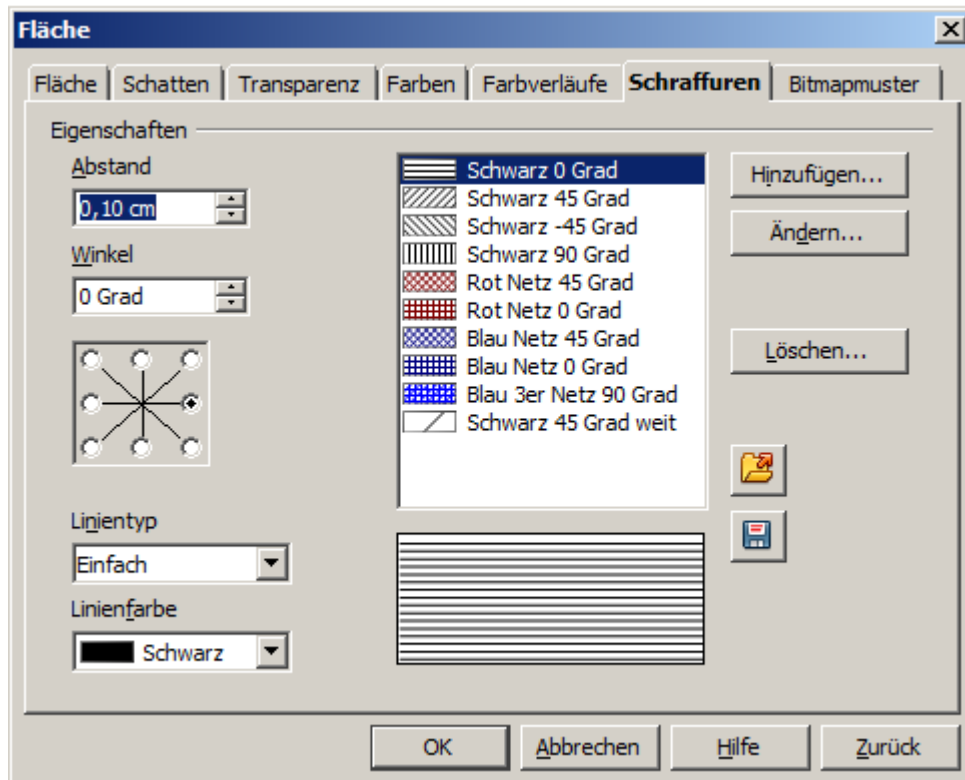 Fläche
Fläche
Schatten
Transparenz
Farben
Farbverläufe
Schraffuren
Bitmapmuster
Eigenschaften
Abstand
0,10 cm
Winkel
0 Grad
Linientyp
Einfach
Linienfarbe
Schwarz
Schwarz 0 Grad
Schwarz 45 Grad
Schwarz -45 Grad
Schwarz 90 Grad
Rot Netz 45 Grad
Rot Netz 0 Grad
Blau Netz 45 Grad
Blau Netz 0 Grad
Blau 3er Netz 90 Grad
Schwarz 45 Grad weit
Hinzufügen...
Ändern...
Löschen...
OK
Abbrechen
Hilfe
Zurück